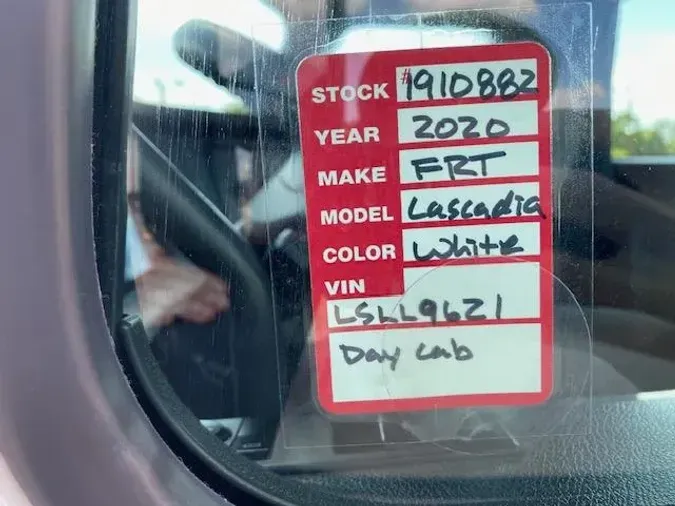 STOCK #1910882
YEAR 2020
MAKE FRT
MODEL Cascadia
COLOR White
VIN
LSLL9621
Day Cab